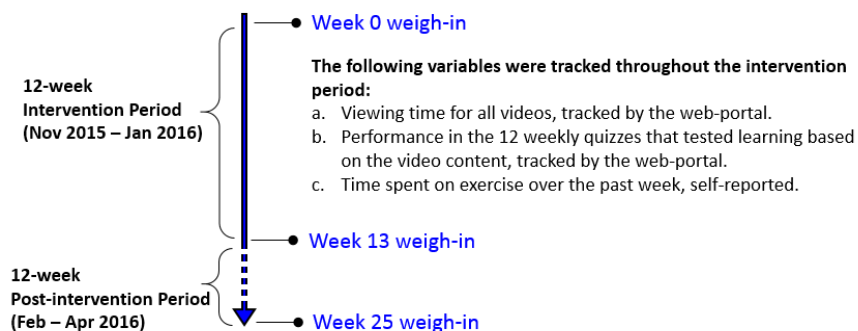 Week 0 weigh-in
The following variables were tracked throughout the intervention
period:
a. Viewing time for all videos, tracked by the web-portal.
b. Performance in the 12 weekly quizzes that tested learning based
on the video content, tracked by the web-portal.
c. Time spent on exercise over the past week, self-reported.
12-week
Intervention Period
(Nov 2015 – Jan 2016)
Week 13 weigh-in
12-week
Post-intervention Period
(Feb – Apr 2016)
Week 25 weigh-in